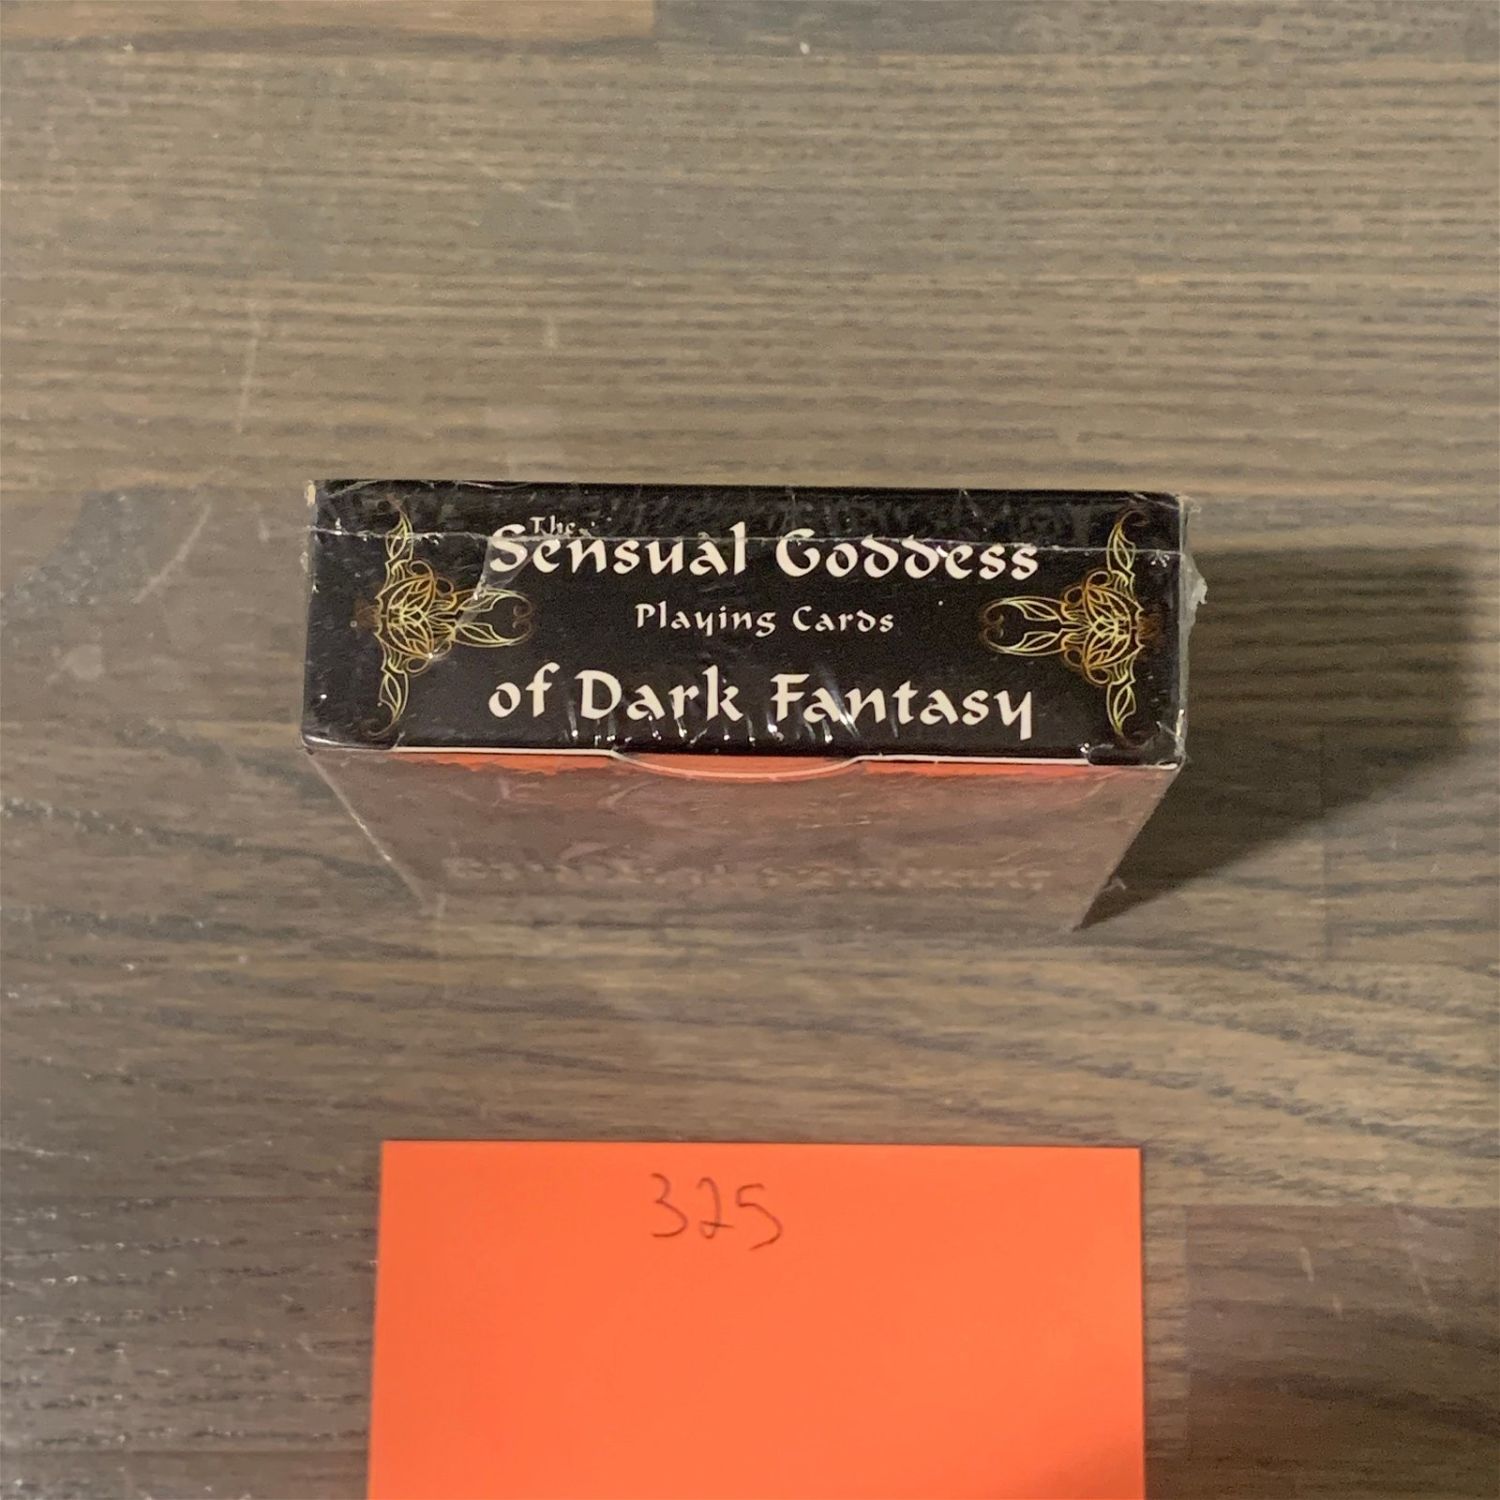 The
Sensual Goddess
Playing Cards
of Dark Fantasy
325